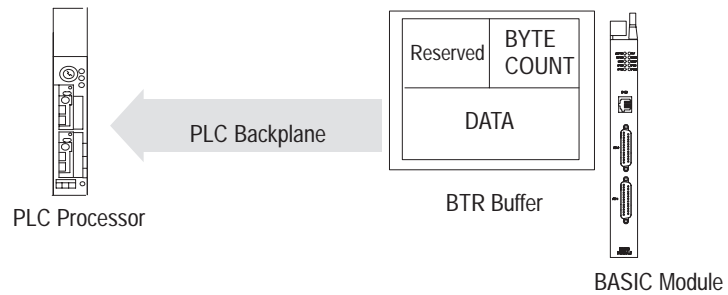 Reserved
BYTE
COUNT
DATA
PLC Backplane
BTR Buffer
PLC Processor
BASIC Module